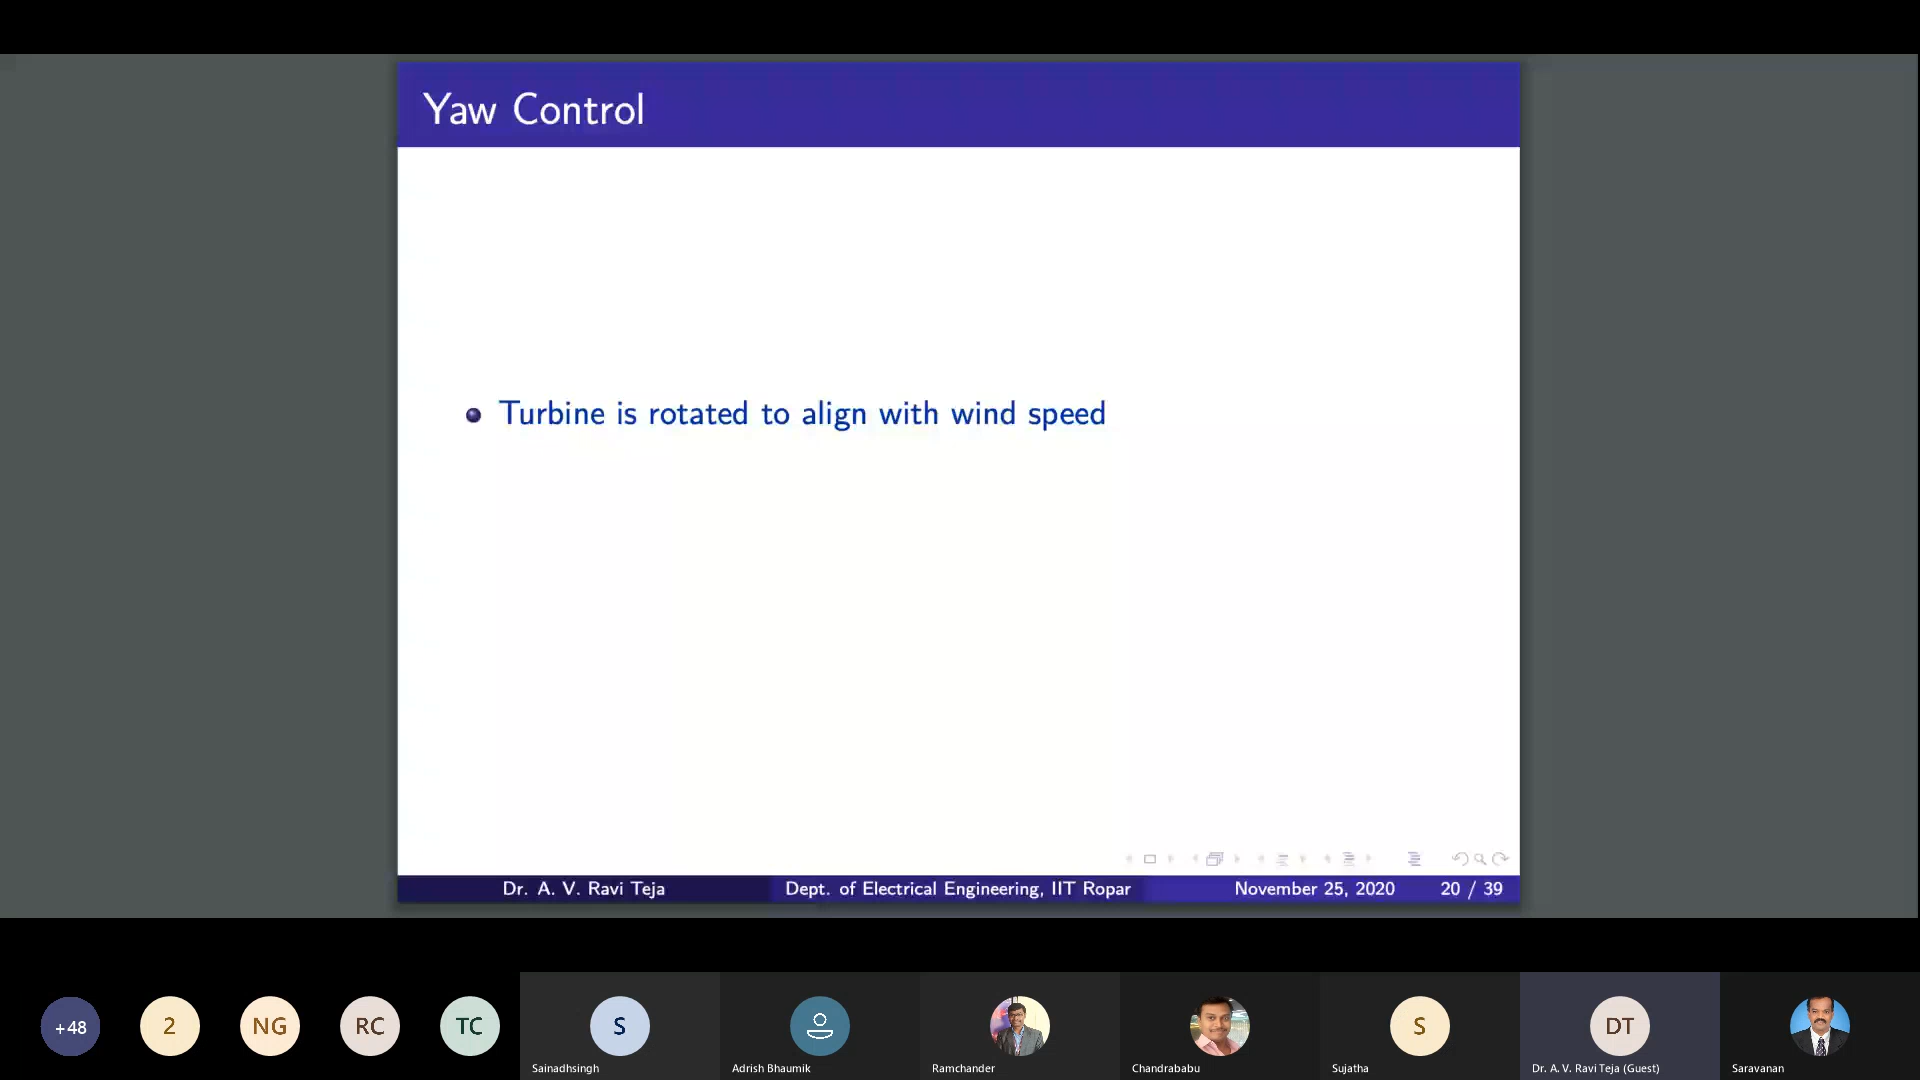 Yaw Control
Turbine is rotated to align with wind speed
Dr. A. V. Ravi Teja Dept. of Electrical Engineering, IIT Ropar November 25, 2020 20 / 39
+48 2 NG RC TC S S DT
Sainadhsingh Adrish Bhaumik Ramchander Chandrababu Sujatha Dr. A. V. Ravi Teja (Guest) Saravanan